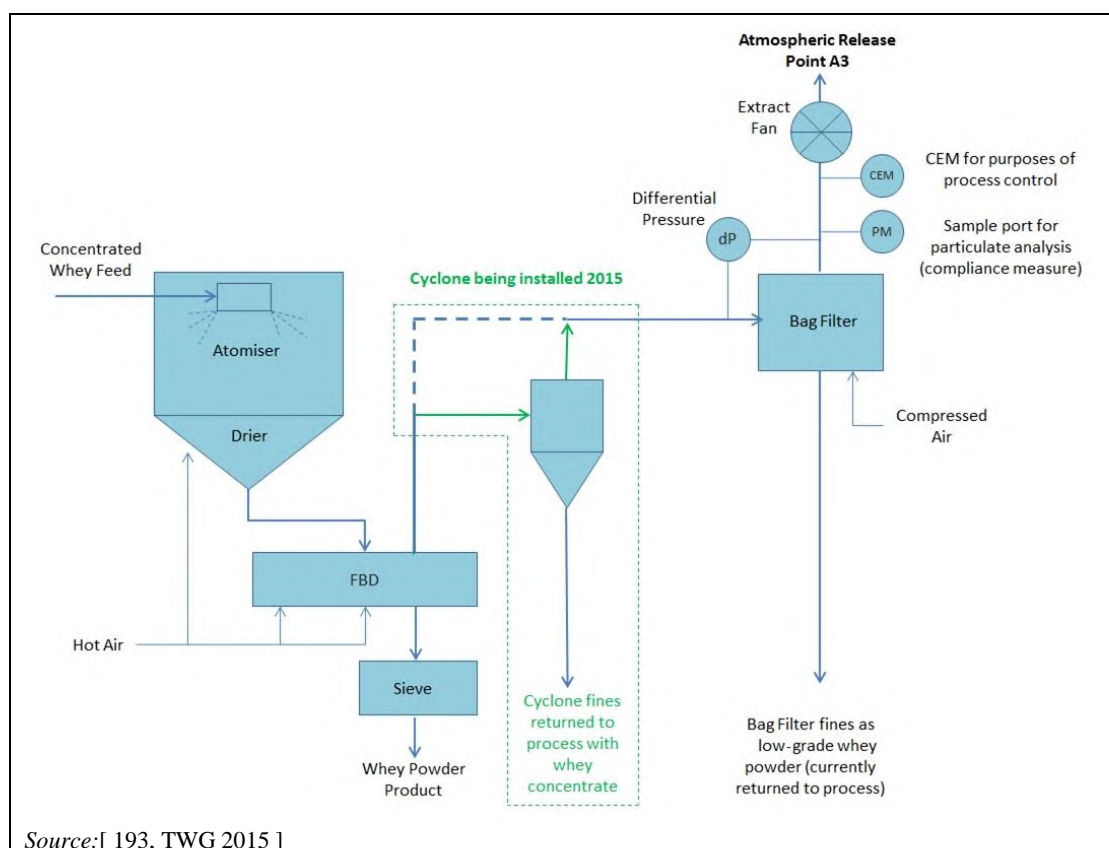 Atmospheric Release
Point A3
Extract
Fan
CEM
CEM for purposes of
process control
Differential
Pressure
dP
PM
Sample port for
particulate analysis
(compliance measure)
Concentrated
Whey Feed
Cyclone being installed 2015
Atomiser
Bag Filter
Drier
Compressed
Air
FBD
Hot Air
Sieve
Cyclone fines
returned to
process with
whey
concentrate
Whey Powder
Product
Bag Filter fines as
low-grade whey
powder (currently
returned to process)
Source:[ 193, TWG 2015 ]